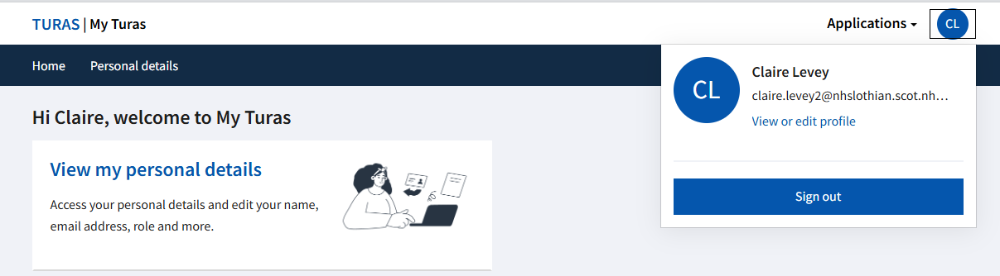 TURAS | My Turas
Applications
CL
Home
Personal details
CL
Claire Levey
claire.levey2@nhslothian.scot.nh…
View or edit profile
Sign out
Hi Claire, welcome to My Turas
View my personal details
Access your personal details and edit your name,
email address, role and more.